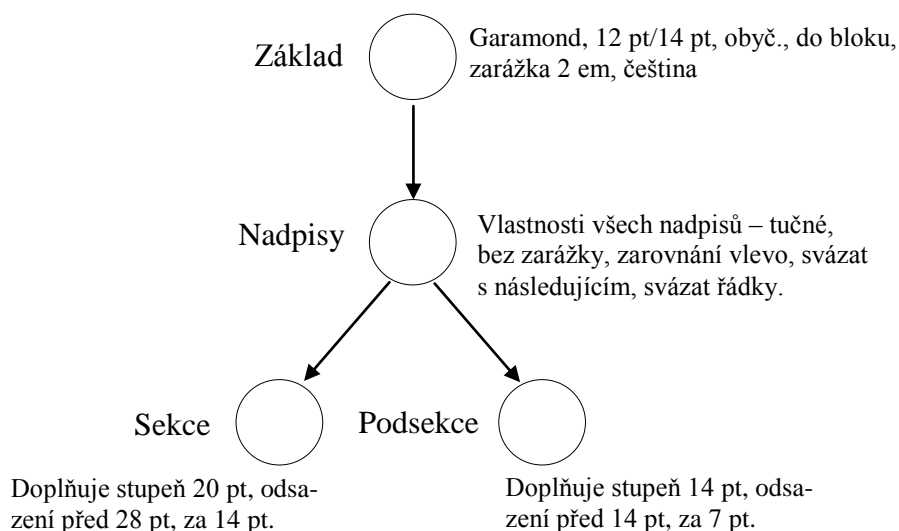 Základ
Garamond, 12 pt/14 pt, obyč., do bloku,
zarážka 2 em, čeština
Nadpisy
Vlastnosti všech nadpisů – tučné,
bez zarážky, zarovnání vlevo, svázat
s následujícím, svázat řádky.
Sekce
Podsekce
Doplňuje stupeň 20 pt, odsa-
zení před 28 pt, za 14 pt.
Doplňuje stupeň 14 pt, odsa-
zení před 14 pt, za 7 pt.